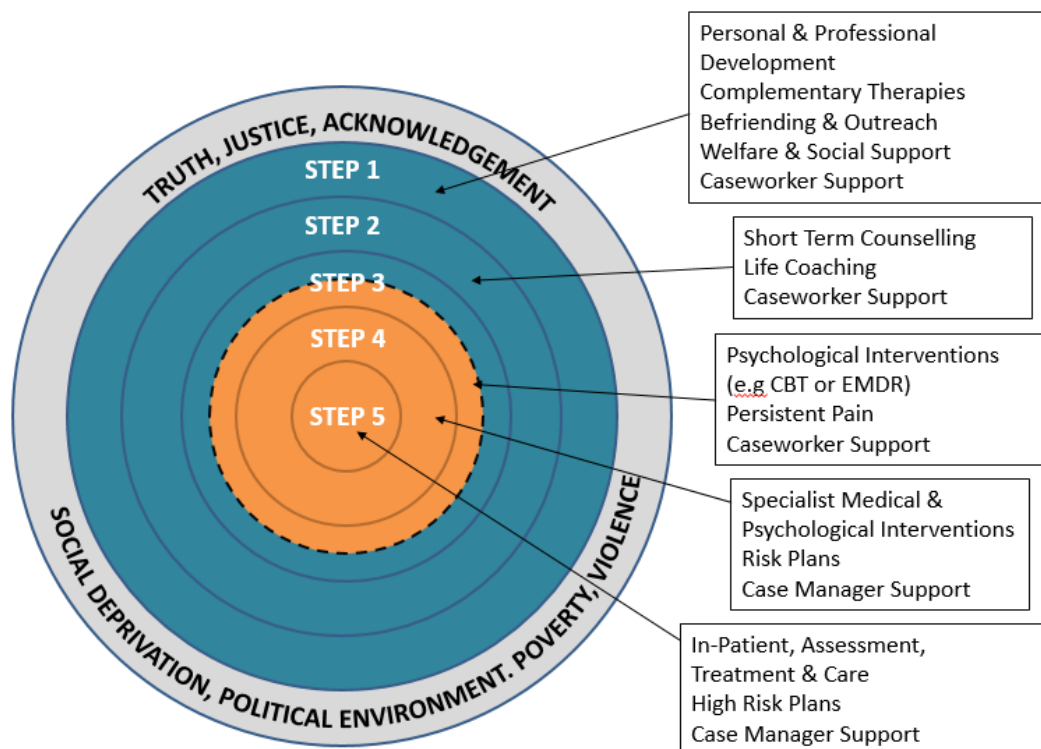 TRUTH, JUSTICE, ACKNOWLEDGEMENT
STEP 1
STEP 2
STEP 3
STEP 4
STEP 5
SOCIAL DEPRIVATION, POLITICAL ENVIRONMENT. POVERTY, VIOLENCE
Personal & Professional
Development
Complementary Therapies
Befriending & Outreach
Welfare & Social Support
Caseworker Support
Short Term Counselling
Life Coaching
Caseworker Support
Psychological Interventions
(e.g CBT or EMDR)
Persistent Pain
Caseworker Support
Specialist Medical &
Psychological Interventions
Risk Plans
Case Manager Support
In-Patient, Assessment,
Treatment & Care
High Risk Plans
Case Manager Support